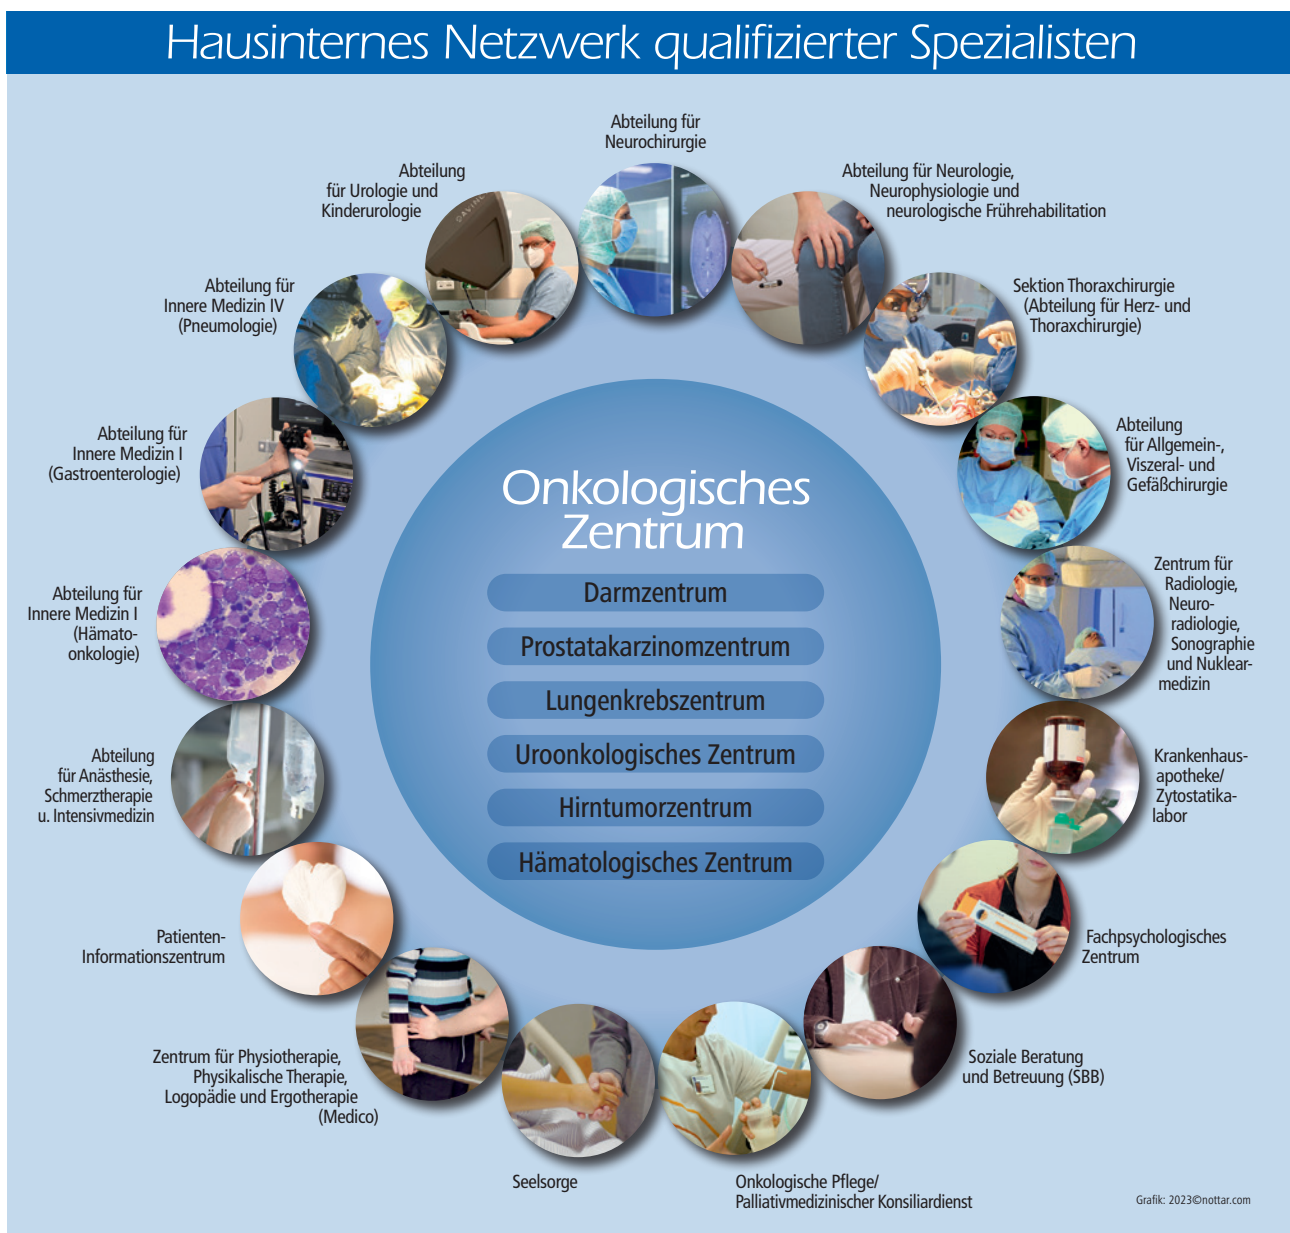 Hausinternes Netzwerk qualifizierter Spezialisten
Abteilung für
Neurochirurgie
Abteilung für Neurologie,
Neurophysiologie und
neurologische Frührehabilitation
Sektion Thoraxchirurgie
(Abteilung für Herz- und
Thoraxchirurgie)
Abteilung
für Allgemein-,
Viszeral- und
Gefäßchirurgie
Zentrum für
Radiologie,
Neuro-
radiologie,
Sonographie
und Nuklear-
medizin
Krankenhaus-
apotheke/
Zytostatika-
labor
Fachpsychologisches
Zentrum
Soziale Beratung
und Betreuung (SBB)
Onkologische Pflege/
Palliativmedizinischer Konsiliardienst
Seelsorge
Zentrum für Physiotherapie,
Physikalische Therapie,
Logopädie und Ergotherapie
(Medico)
Patienten-
Informationszentrum
Abteilung
für Anästhesie,
Schmerztherapie
u. Intensivmedizin
Abteilung für
Innere Medizin I
(Hämato-
onkologie)
Abteilung für
Innere Medizin I
(Gastroenterologie)
Abteilung für
Innere Medizin IV
(Pneumologie)
Abteilung
für Urologie und
Kinderurologie
DAVINCI
Onkologisches
Zentrum
Darmzentrum
Prostatakarzinomzentrum
Lungenkrebszentrum
Uroonkologisches Zentrum
Hirntumorzentrum
Hämatologisches Zentrum
Grafik: 2023©nottar.com